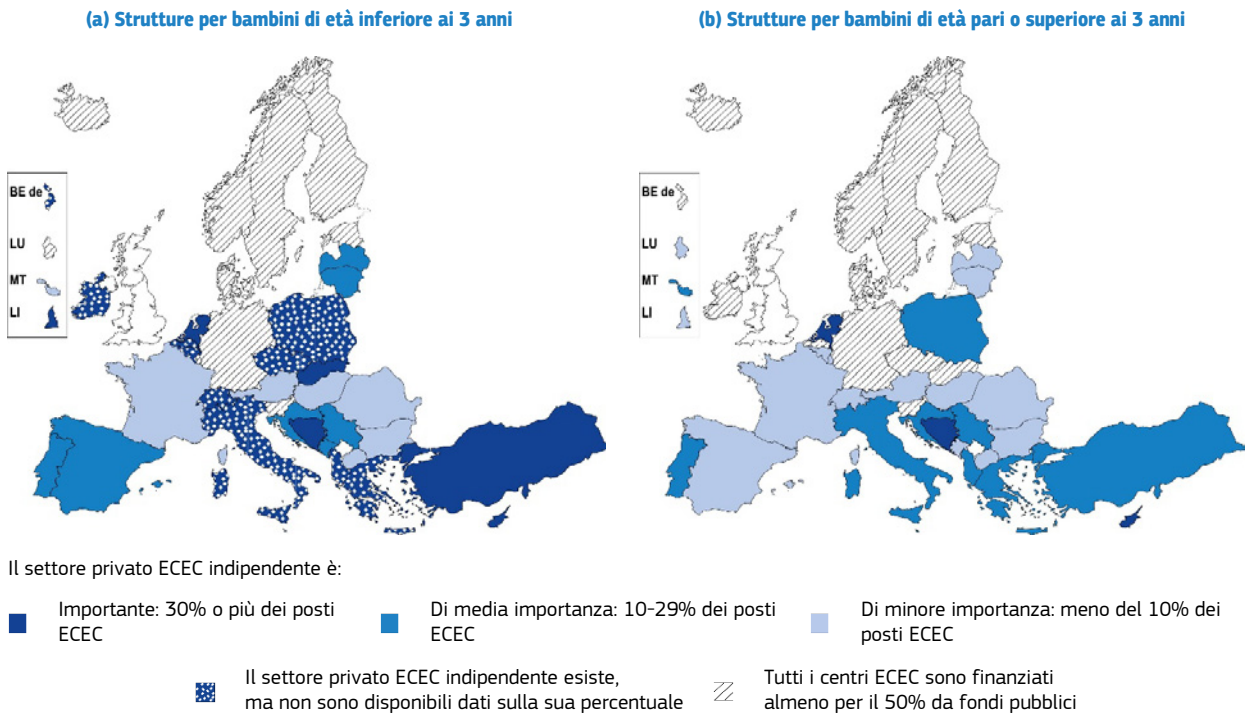 (a) Strutture per bambini di età inferiore ai 3 anni
(b) Strutture per bambini di età pari o superiore ai 3 anni
BE de
LU
MT
LI
BE de
LU
MT
LI
Il settore privato ECEC indipendente è:
Importante: 30% o più dei posti
ECEC
Di media importanza: 10-29% dei posti
ECEC
Di minore importanza: meno del 10% dei
posti ECEC
Il settore privato ECEC indipendente esiste,
ma non sono disponibili dati sulla sua percentuale
Tutti i centri ECEC sono finanziati
almeno per il 50% da fondi pubblici